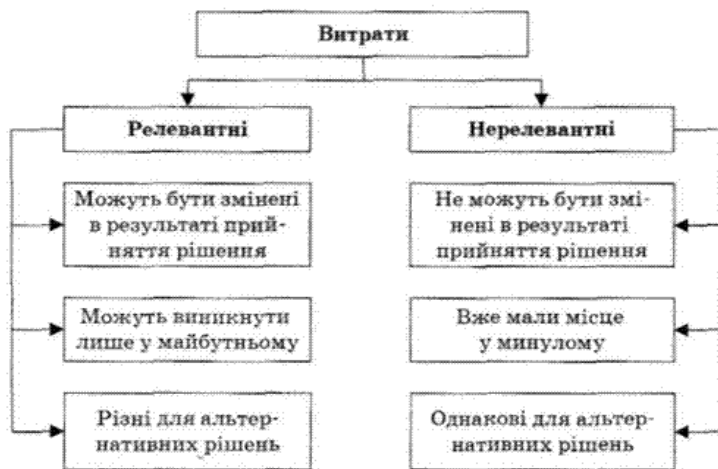 Витрати
Релевантні
Нерелевантні
Можуть бути змінені
в результаті прий-
няття рішення
Не можуть бути змі-
нені в результаті
прийняття рішення
Можуть виникнути
лише у майбутньому
Вже мали місце
у минулому
Різні для альтер-
нативних рішень
Однакові для альтер-
нативних рішень